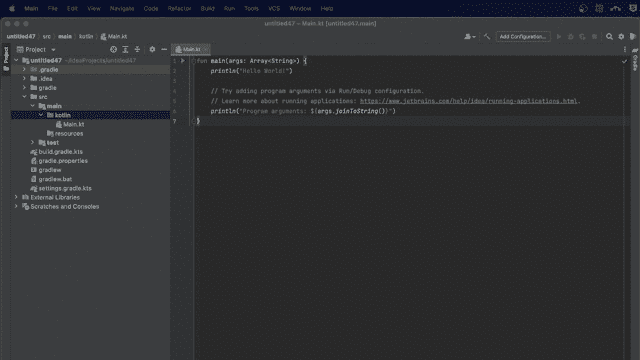 Main File Edit View Navigate Code Refactor Build Run Tools VCS Window Help
untitled47 – Main.kt [untitled47.main]
untitled47 src main kotlin Main.kt
Add Configuration...
Project
Project
Main.kt
Gradle
untitled47 ~/IdeaProjects/untitled47
.gradle
.idea
gradle
src
main
kotlin
Main.kt
resources
test
build.gradle.kts
gradle.properties
gradlew
gradlew.bat
settings.gradle.kts
External Libraries
Scratches and Consoles
1 fun main(args: Array<String>) {
2 println("Hello World!")
3
4 // Try adding program arguments via Run/Debug configuration.
5 // Learn more about running applications: https://www.jetbrains.com/help/idea/running-applications.html.
6 println("Program arguments: ${args.joinToString()}")
7 }